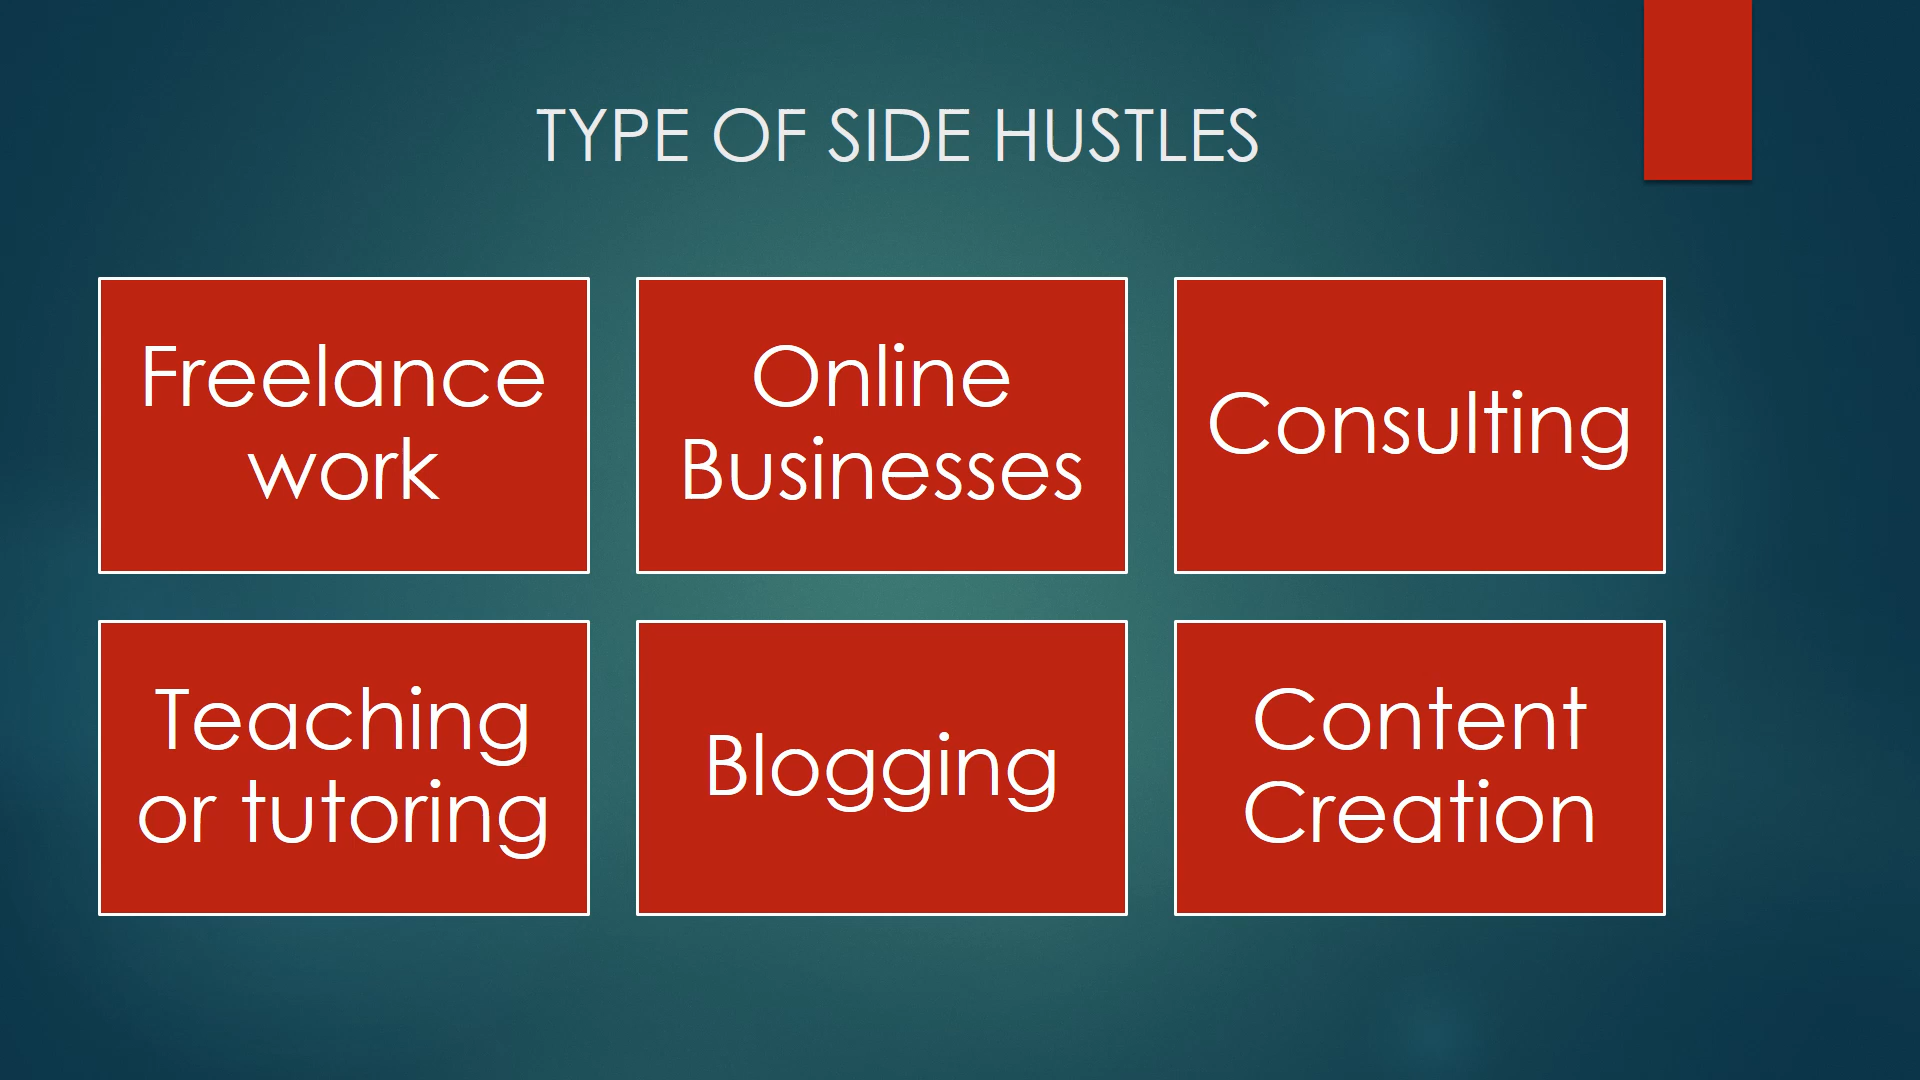 TYPE OF SIDE HUSTLES
Freelance
work
Online
Businesses
Consulting
Teaching
or tutoring
Blogging
Content
Creation